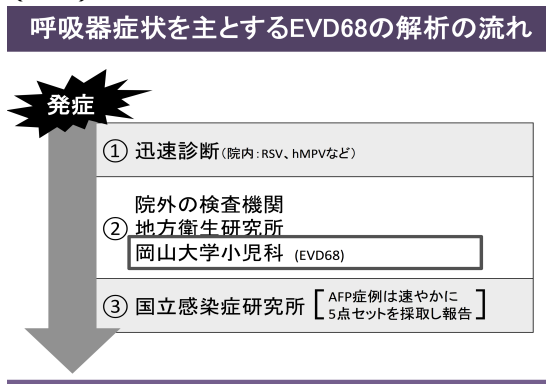 呼吸器症状を主とするEVD68の解析の流れ
発症
① 迅速診断(院内:RSV、hMPVなど)
院外の検査機関
② 地方衛生研究所
岡山大学小児科 (EVD68)
③ 国立感染症研究所 [AFP症例は速やかに
5点セットを採取し報告]